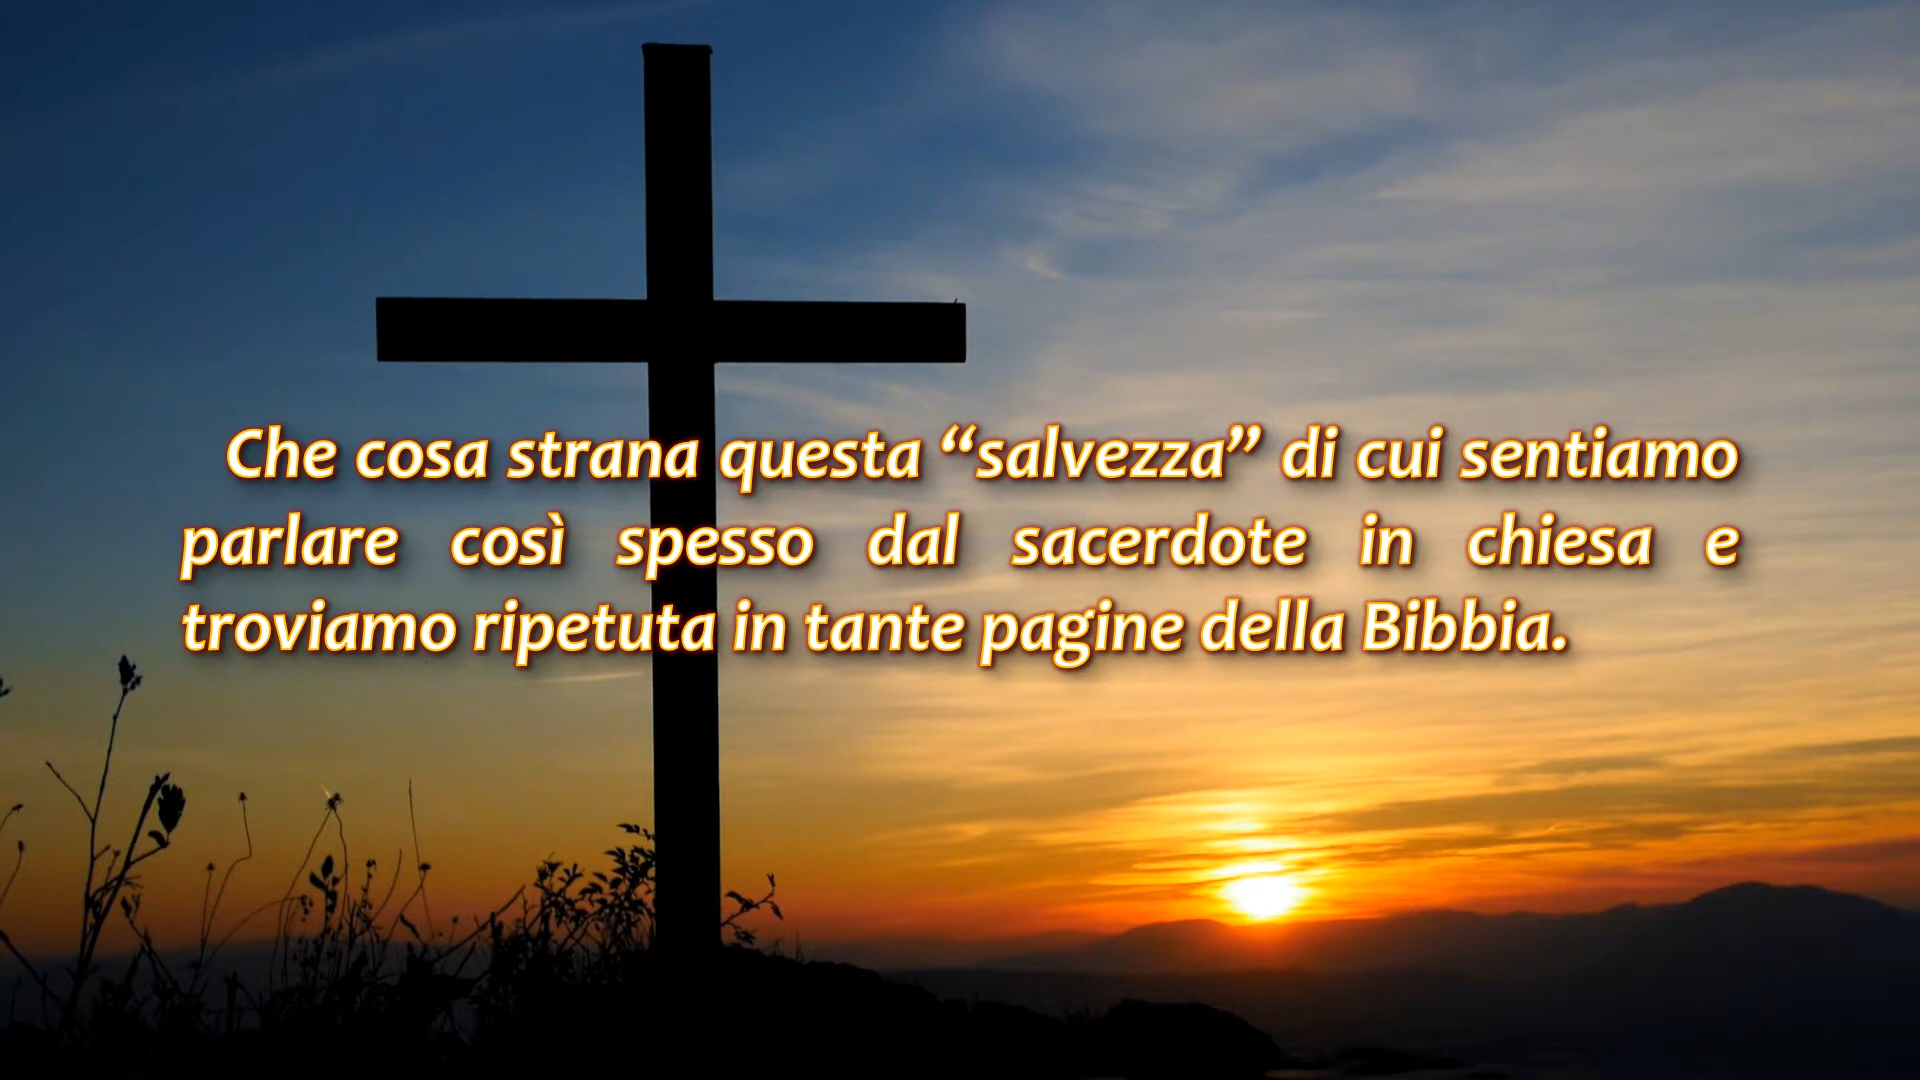 Che cosa strana questa “salvezza” di cui sentiamo
parlare così spesso dal sacerdote in chiesa e
troviamo ripetuta in tante pagine della Bibbia.